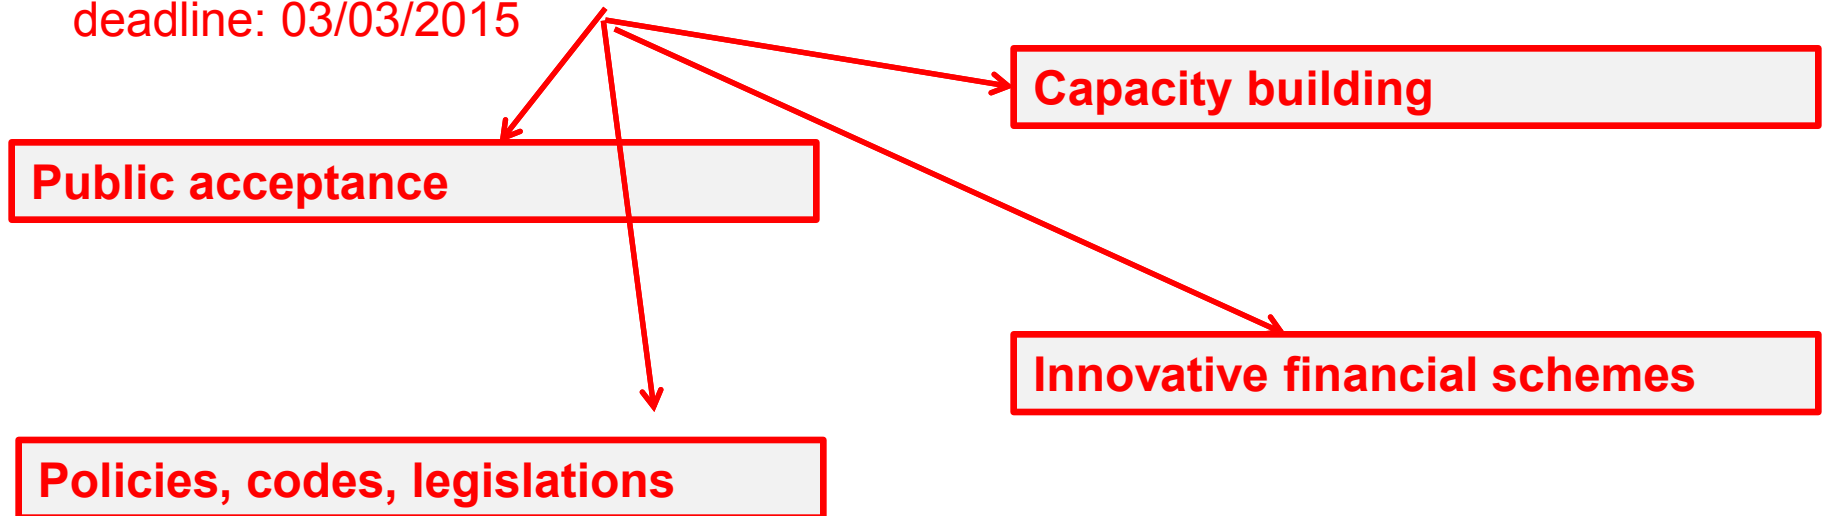 deadline: 03/03/2015
Capacity building
Public acceptance
Innovative financial schemes
Policies, codes, legislations